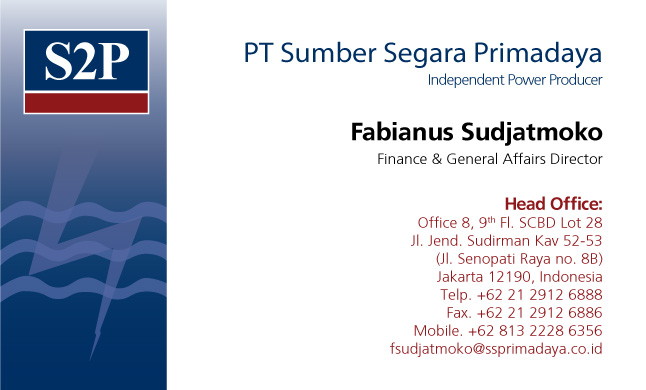 S2P
PT Sumber Segara Primadaya
Independent Power Producer
Fabianus Sudjatmoko
Finance & General Affairs Director
Head Office:
Office 8, 9th Fl. SCBD Lot 28
Jl. Jend. Sudirman Kav 52-53
(Jl. Senopati Raya no. 8B)
Jakarta 12190, Indonesia
Telp. +62 21 2912 6888
Fax. +62 21 2912 6886
Mobile. +62 813 2228 6356
fsudjatmoko@ssprimadaya.co.id